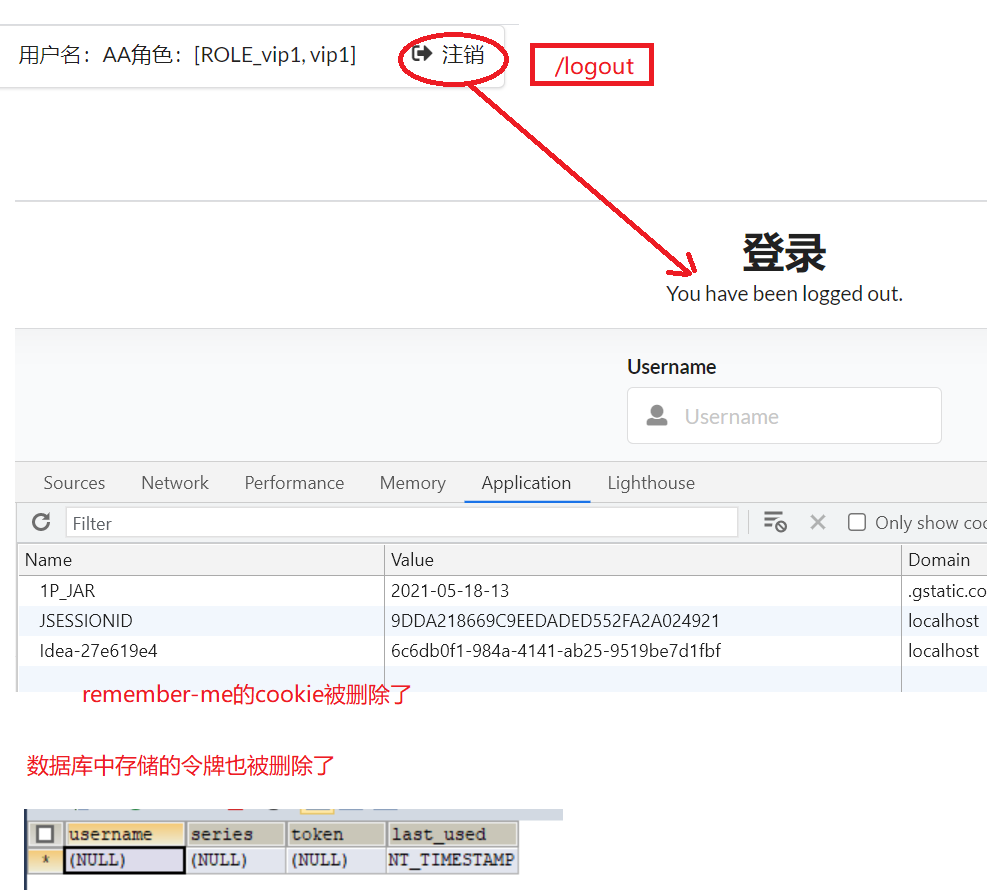 用户名：AA角色：[ROLE_vip1, vip1] 注销
/logout
登录
You have been logged out.
Username
Username
Sources Network Performance Memory Application Lighthouse
Filter Only show coo
Name Value Domain
1P_JAR 2021-05-18-13 .gstatic.co
JSESSIONID 9DDA218669C9EEDADED552FA2A024921 localhost
Idea-27e619e4 6c6db0f1-984a-4141-ab25-9519be7d1fbf localhost
remember-me的cookie被删除了
数据库中存储的令牌也被删除了
username series token last_used
* (NULL) (NULL) (NULL) NT_TIMESTAMP